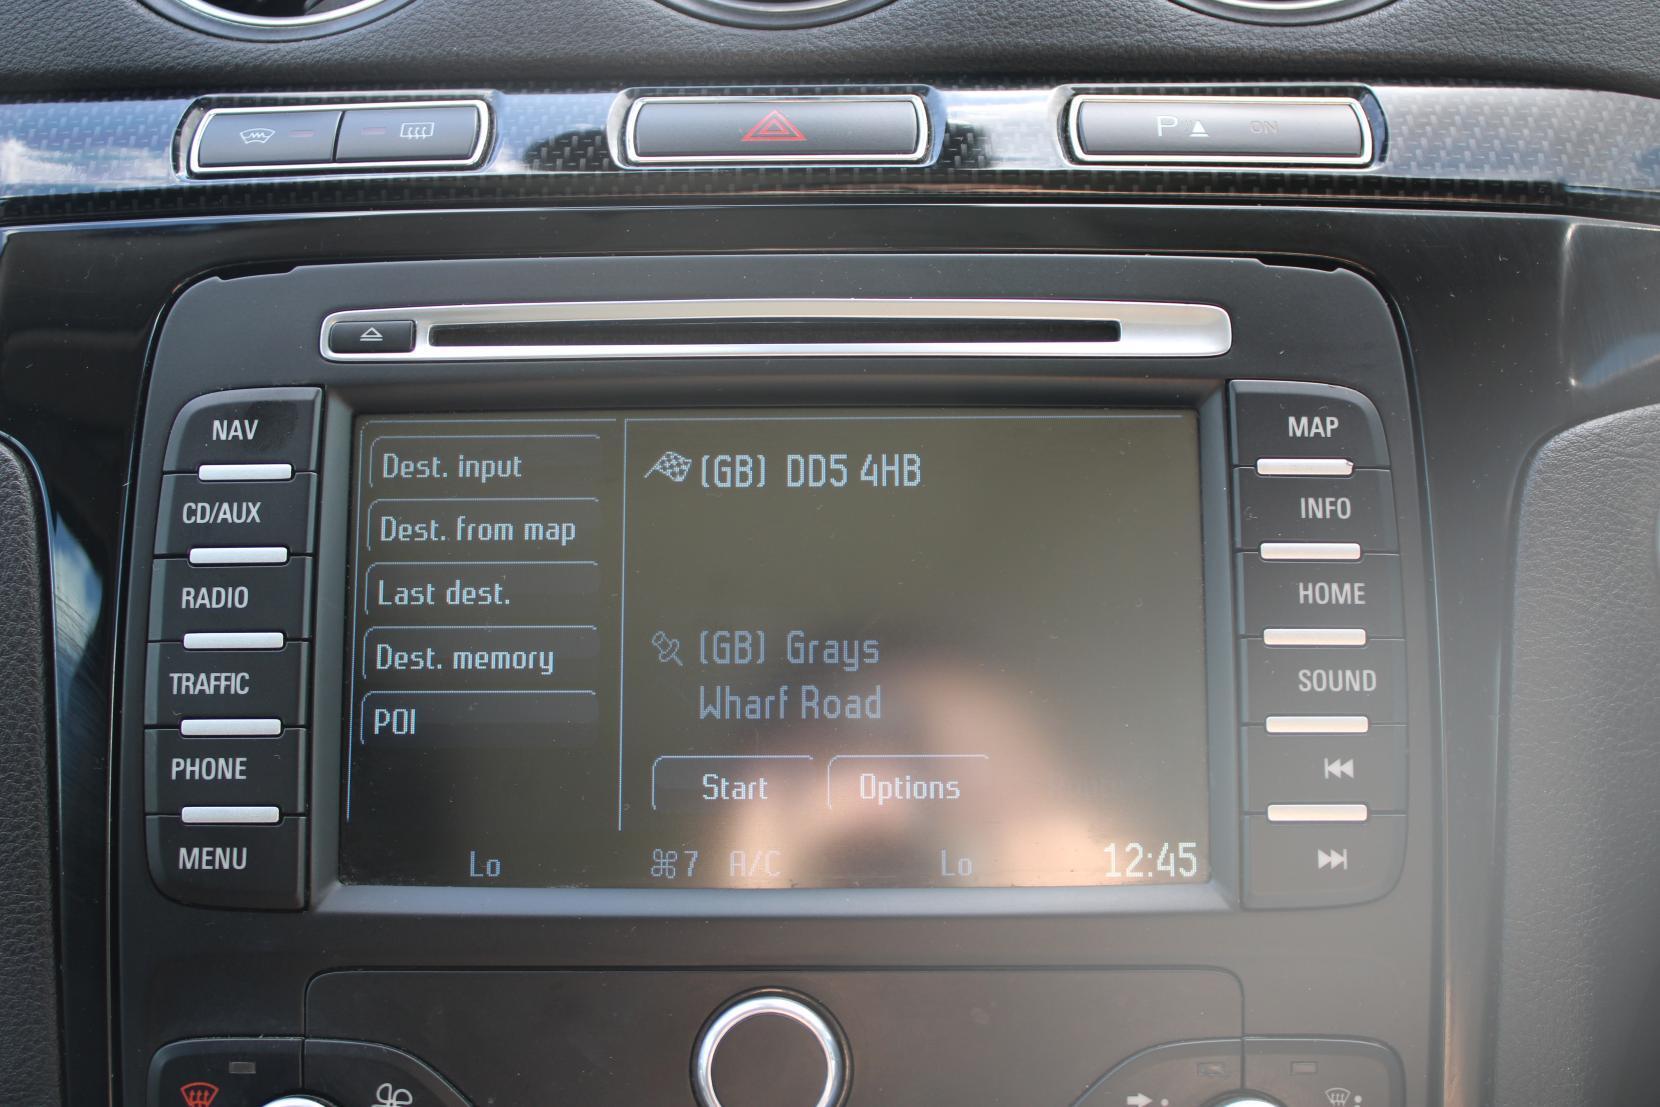 P ON
NAV
CD/AUX
RADIO
TRAFFIC
PHONE
MENU
Dest. input
Dest. from map
Last dest.
Dest. memory
POI
(GB) DD5 4HB
(GB) Grays
Wharf Road
Start Options
Lo 7 A/C Lo 12:45
MAP
INFO
HOME
SOUND